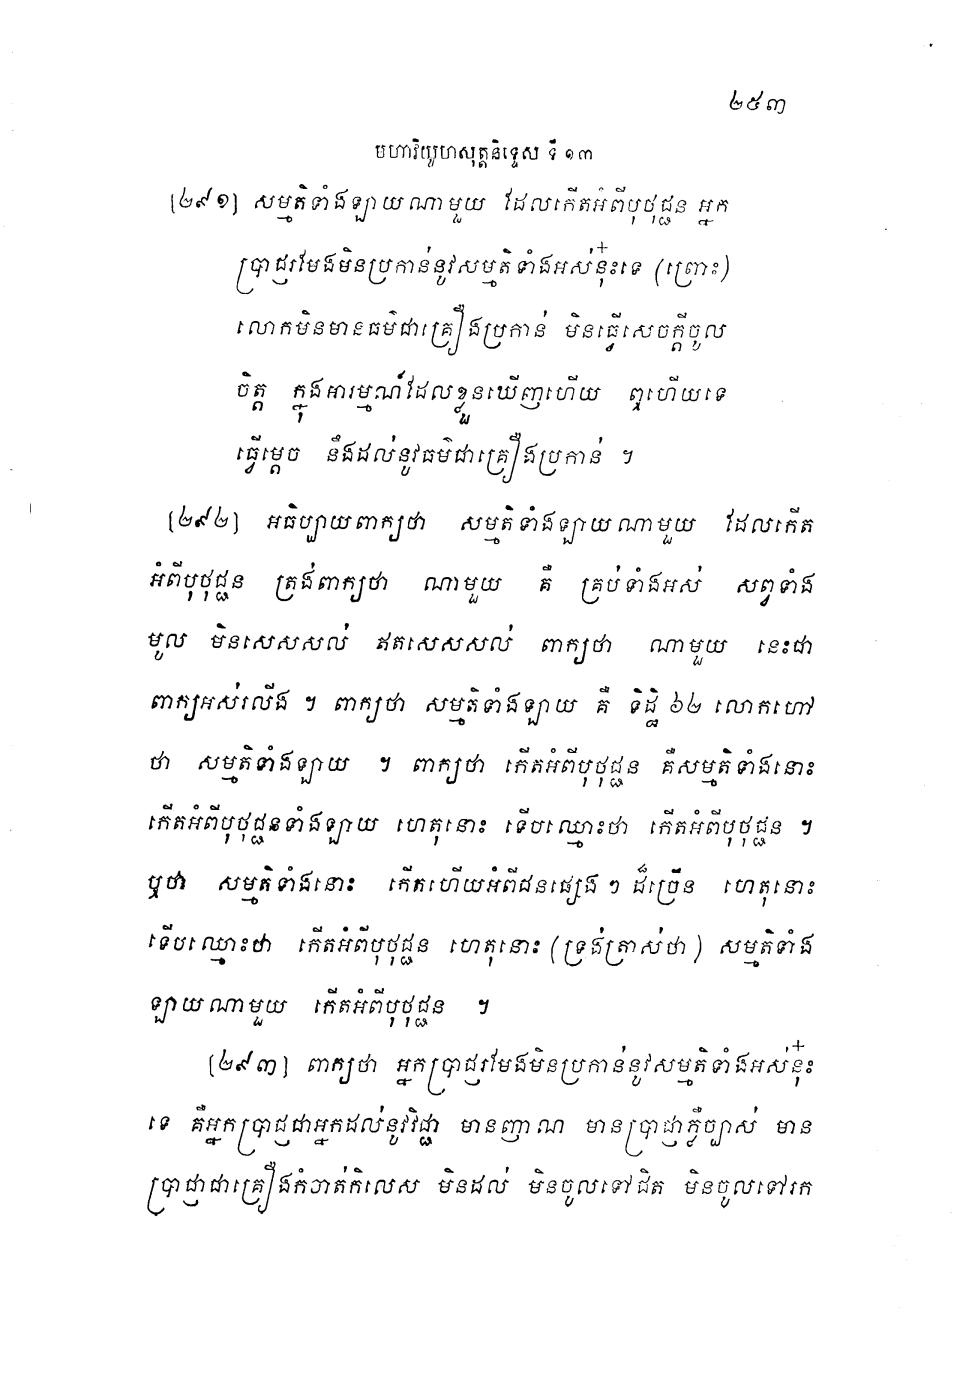 ២៥៣
មហាវិយូហសុត្តនិទ្ទេស ទី ១៣
[២៩១] សម្មតិទាំងឡាយណាមួយ ដែលកើតអំពីបុថុជ្ជន អ្នក
ប្រាជ្ញរមែងមិនប្រកាន់នូវសម្មតិទាំងអស់នុ៎ះទេ (ព្រោះ)
លោកមិនមានធម៌ជាគ្រឿងប្រកាន់ មិនធ្វើសេចក្តីចូល
ចិត្ត ក្នុងអារម្មណ៍ដែលខ្លួនឃើញហើយ ឮហើយទេ
ធ្វើម្តេច នឹងដល់នូវធម៌ជាគ្រឿងប្រកាន់ ។
[២៩២] អធិប្បាយពាក្យថា សម្មតិទាំងឡាយណាមួយ ដែលកើត
អំពីបុថុជ្ជន ត្រង់ពាក្យថា ណាមួយ គឺ គ្រប់ទាំងអស់ សព្វទាំង
មូល មិនសេសសល់ ឥតសេសសល់ ពាក្យថា ណាមួយ នេះជា
ពាក្យអស់រលីង ។ ពាក្យថា សម្មតិទាំងឡាយ គឺ ទិដ្ឋិ ៦២ លោកហៅ
ថា សម្មតិទាំងឡាយ ។ ពាក្យថា កើតអំពីបុថុជ្ជន គឺសម្មតិទាំងនោះ
កើតអំពីបុថុជ្ជនទាំងឡាយ ហេតុនោះ ទើបឈ្មោះថា កើតអំពីបុថុជ្ជន ។
ឬថា សម្មតិទាំងនោះ កើតហើយអំពីជនផ្សេង ៗ ដ៏ច្រើន ហេតុនោះ
ទើបឈ្មោះថា កើតអំពីបុថុជ្ជន ហេតុនោះ (ទ្រង់ត្រាស់ថា) សម្មតិទាំង
ឡាយណាមួយ កើតអំពីបុថុជ្ជន ។
[២៩៣] ពាក្យថា អ្នកប្រាជ្ញរមែងមិនប្រកាន់នូវសម្មតិទាំងអស់នុ៎ះ
ទេ គឺអ្នកប្រាជ្ញជាអ្នកដល់នូវវិជ្ជា មានញាណ មានប្រាជ្ញាភ្លឺច្បាស់ មាន
ប្រាជ្ញាជាគ្រឿងកំចាត់កិលេស មិនដល់ មិនចូលទៅជិត មិនចូលទៅរក